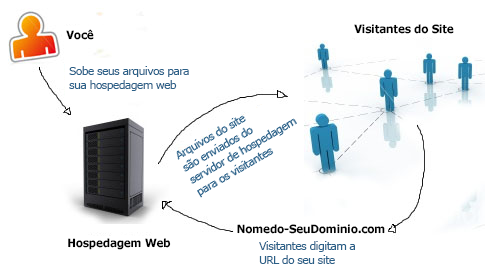 Você
Sobe seus arquivos para
sua hospedagem web
Visitantes do Site
Arquivos do site
são enviados do
servidor de hospedagem
para os visitantes
Hospedagem Web
Nomedo-SeuDominio.com
Visitantes digitam a
URL do seu site